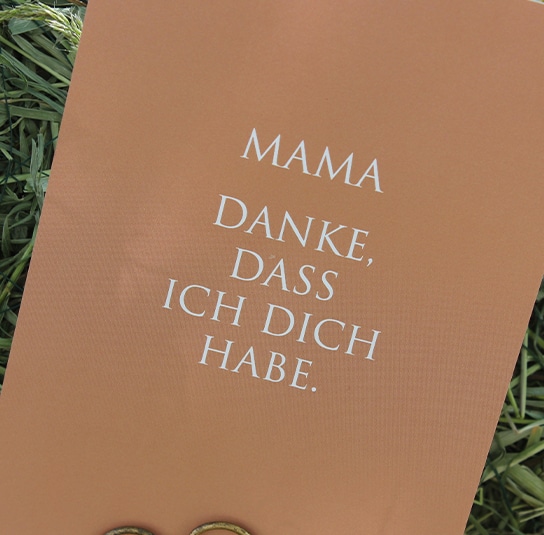 MAMA
DANKE,
DASS
ICH DICH
HABE.